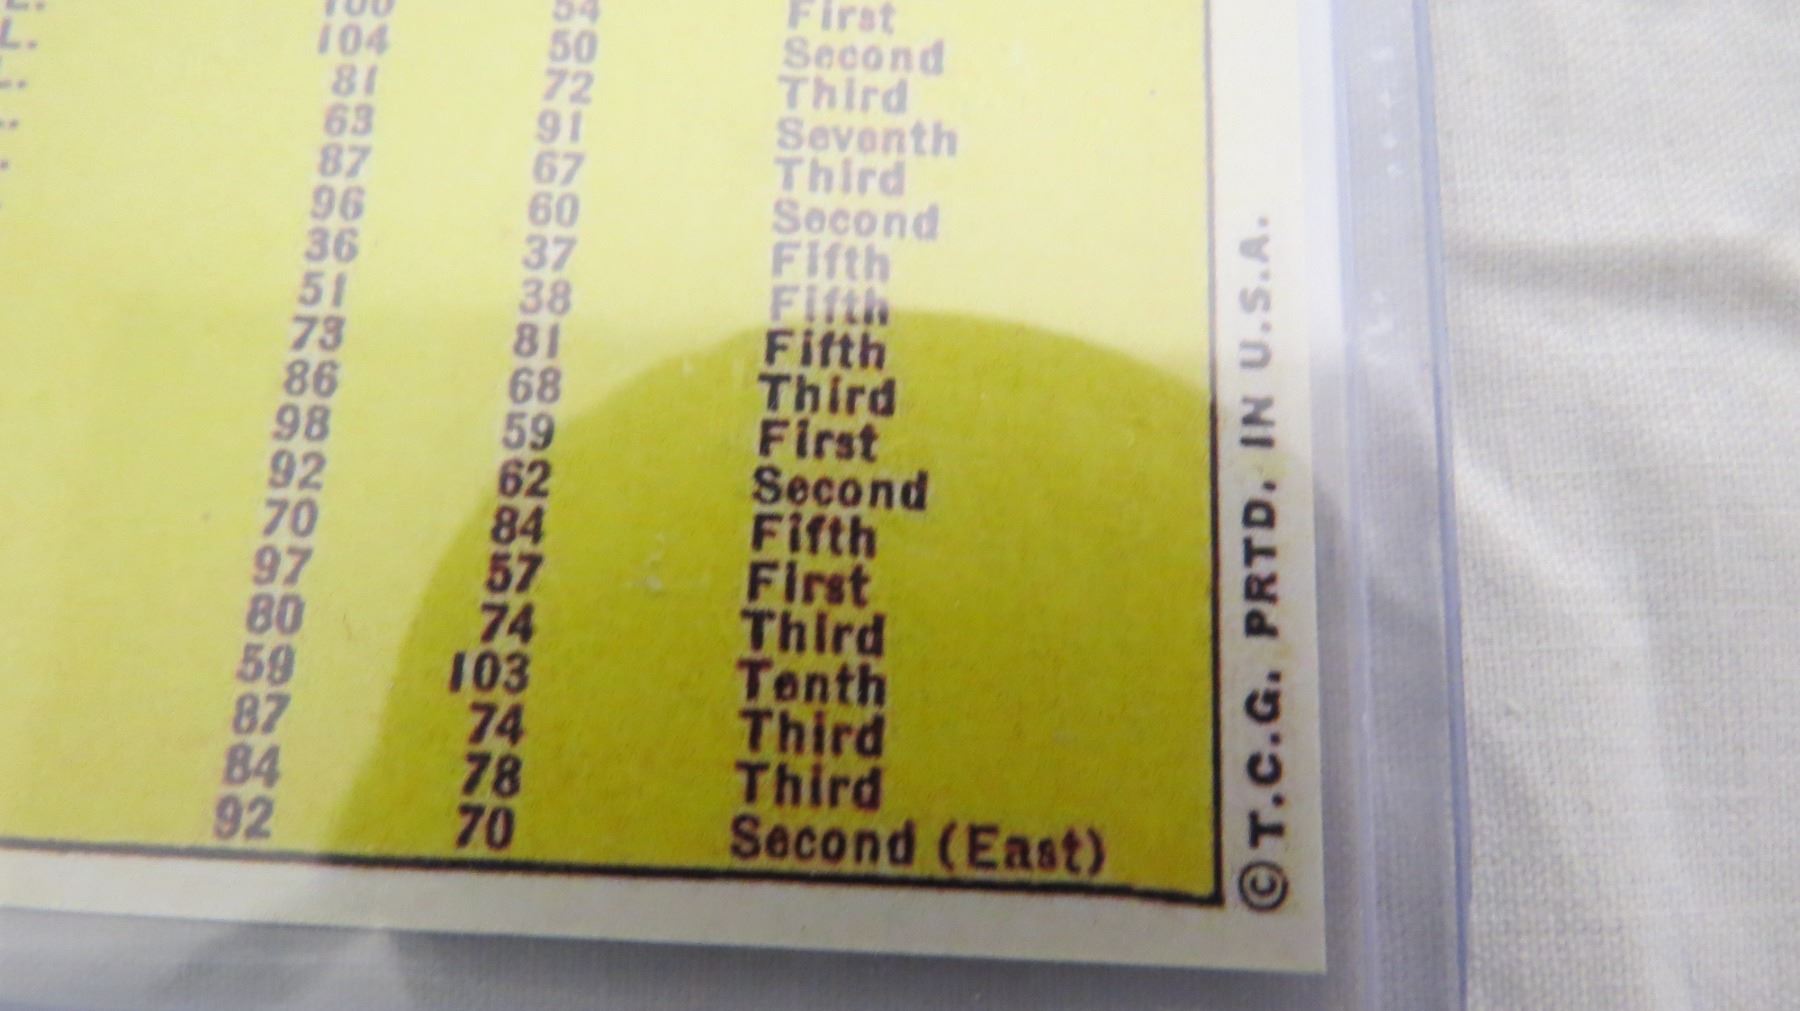 L. 100 54 First
L. 104 50 Second
L. 81 72 Third
63 91 Seventh
87 67 Third
96 60 Second
36 37 Fifth
51 38 Fifth
73 81 Fifth
86 68 Third
98 59 First
92 62 Second
70 84 Fifth
97 57 First
80 74 Third
59 103 Tenth
87 74 Third
84 78 Third
92 70 Second (East)
©T.C.G. PRTD. IN U.S.A.